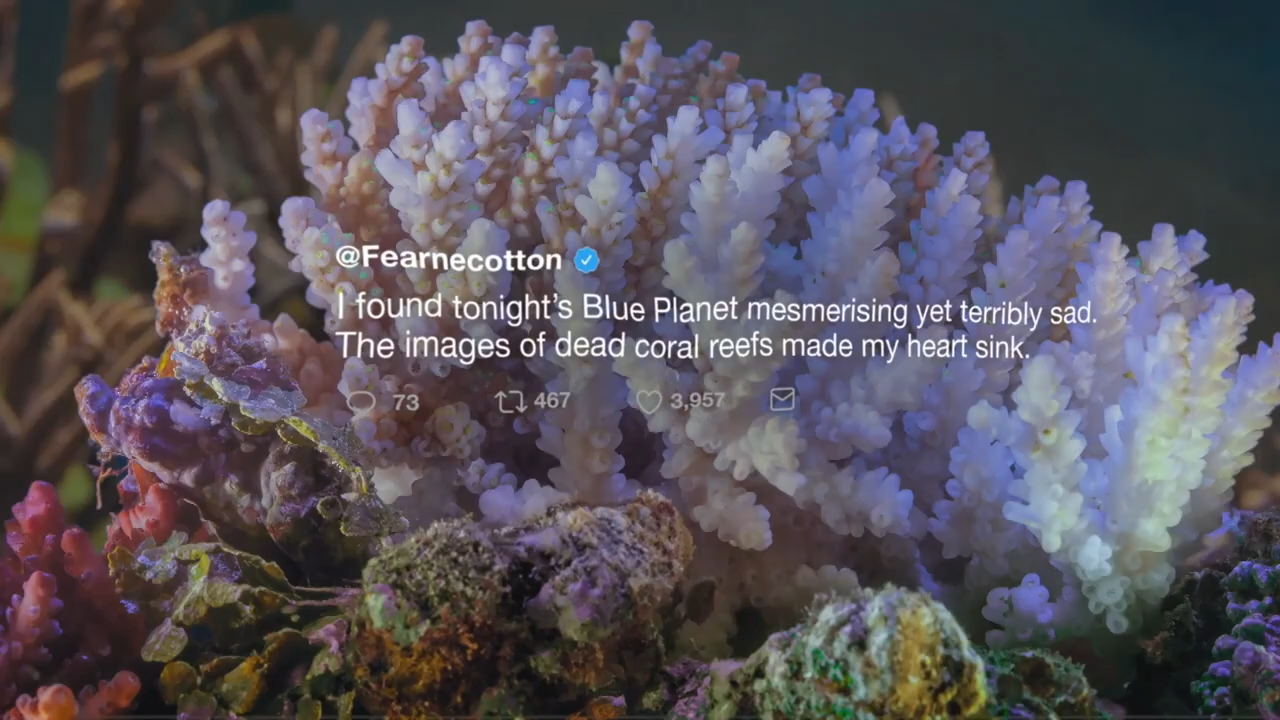 @Fearnecotton
I found tonight's Blue Planet mesmerising yet terribly sad.
The images of dead coral reefs made my heart sink.
73 467 3,957